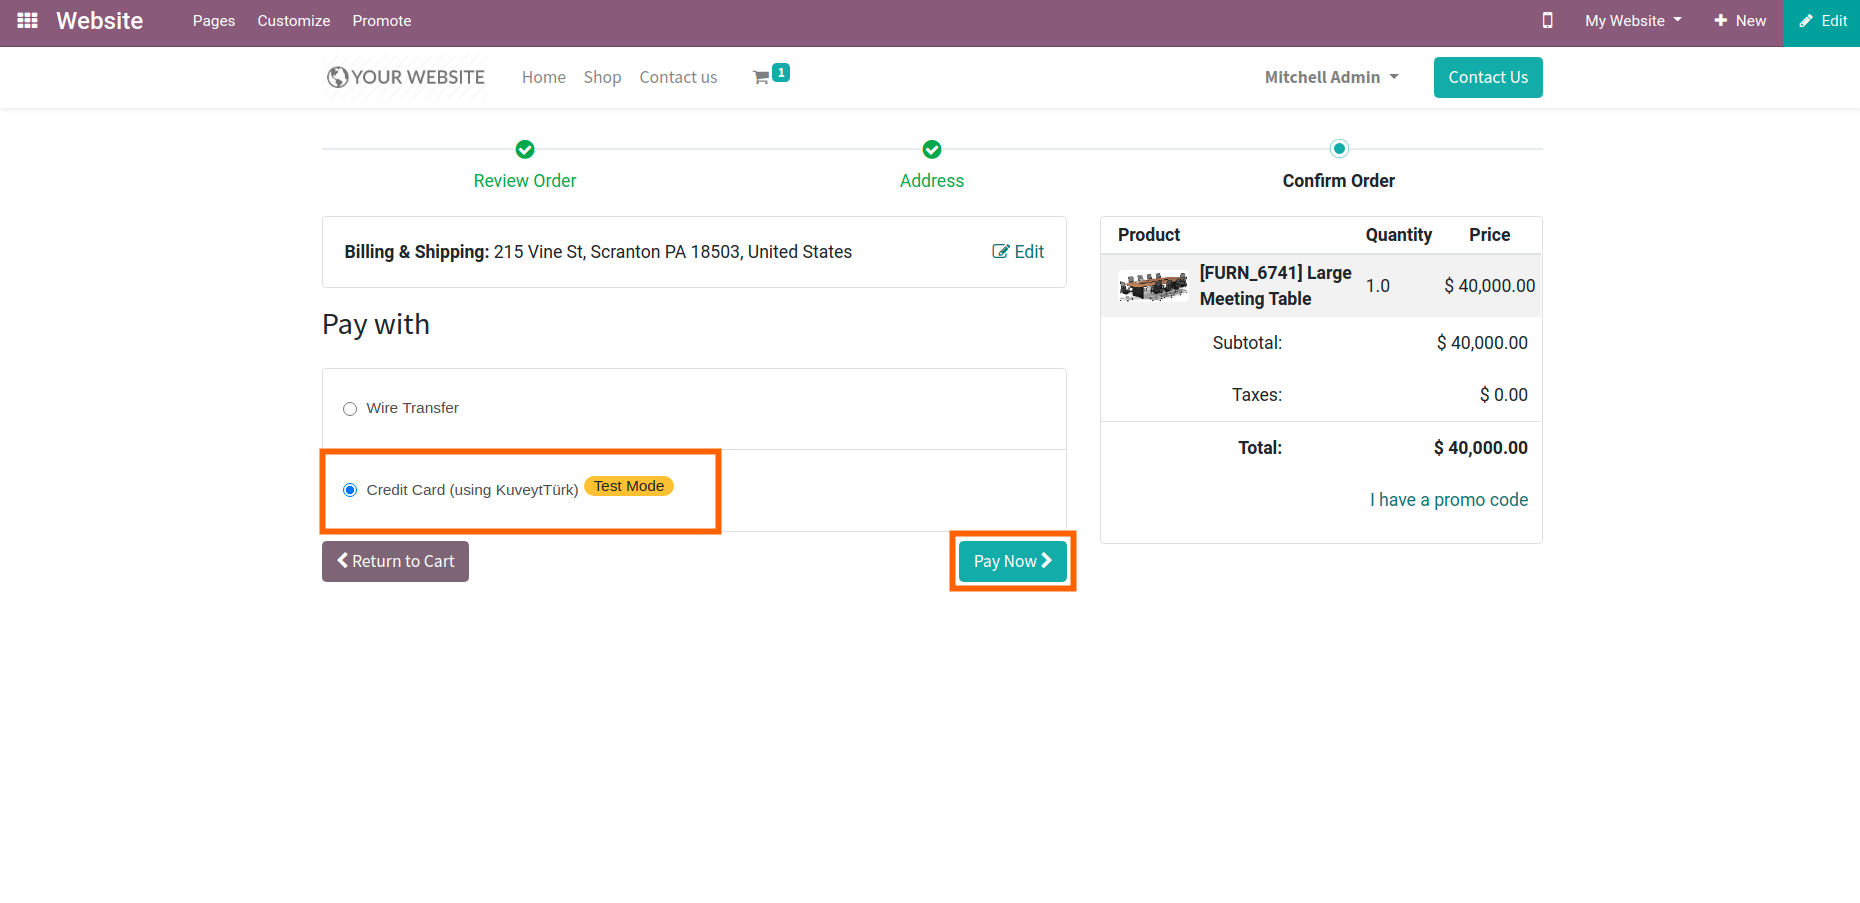 Website Pages Customize Promote My Website New Edit
YOUR WEBSITE Home Shop Contact us 1 Mitchell Admin Contact Us
Review Order Address Confirm Order
Billing & Shipping: 215 Vine St, Scranton PA 18503, United States Edit
Pay with
Wire Transfer
Credit Card (using KuveytTürk) Test Mode
Return to Cart Pay Now
Product Quantity Price
[FURN_6741] Large
Meeting Table 1.0 $ 40,000.00
Subtotal: $ 40,000.00
Taxes: $ 0.00
Total: $ 40,000.00
I have a promo code